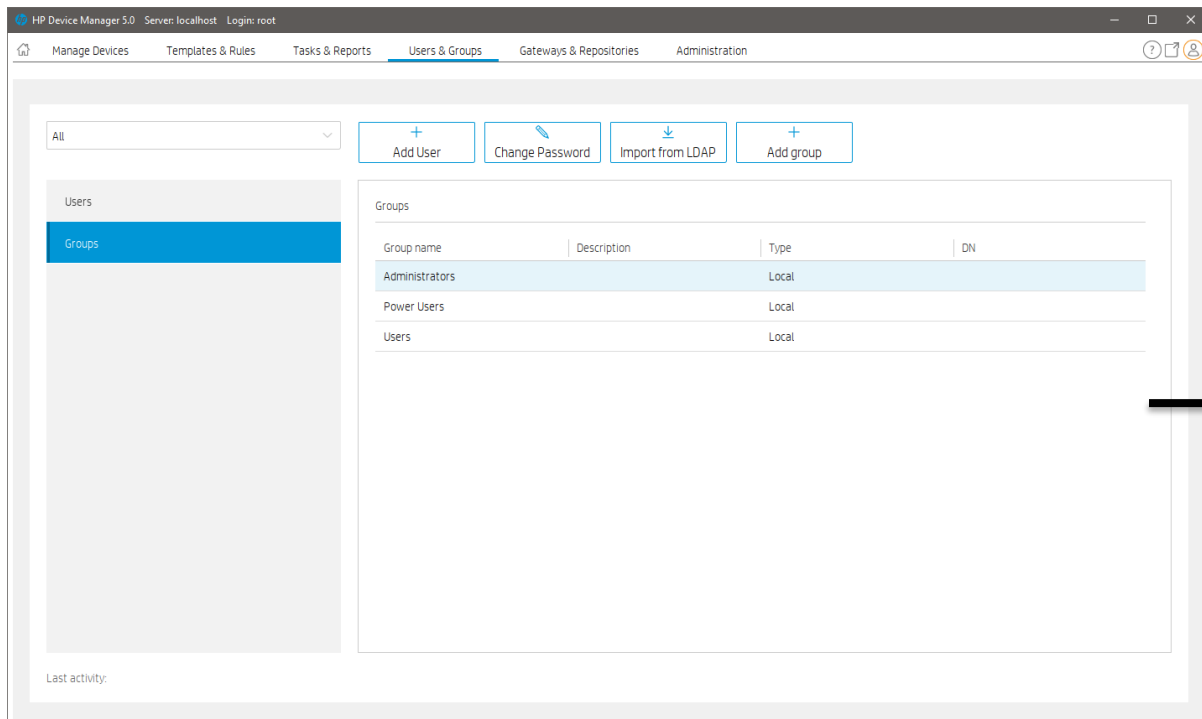 HP Device Manager 5.0 Server: localhost Login: root
Manage Devices Templates & Rules Tasks & Reports Users & Groups Gateways & Repositories Administration
All
Add User Change Password Import from LDAP Add group
Users
Groups
Groups
Group name Description Type DN
Administrators Local
Power Users Local
Users Local
Last activity: